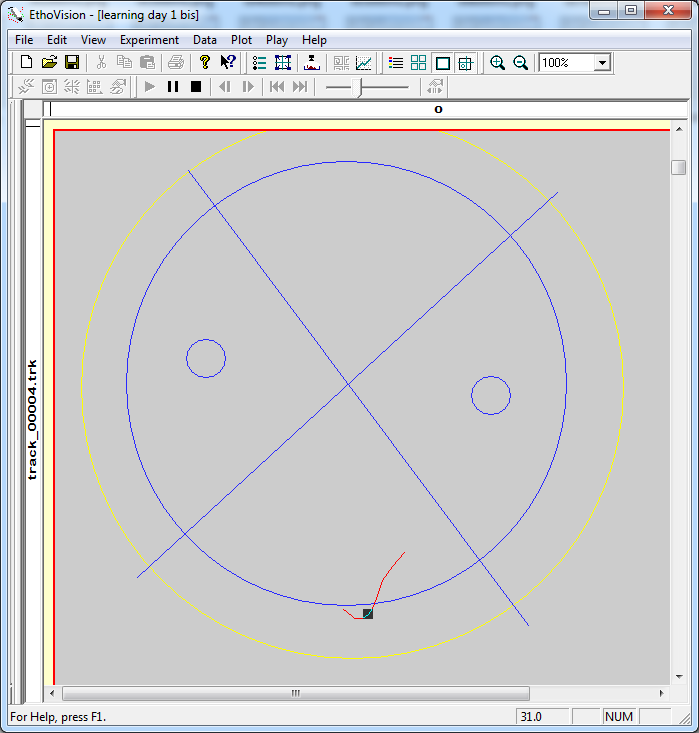 EthoVision - [learning day 1 bis]
File Edit View Experiment Data Plot Play Help
100%
O
track_00004.trk
For Help, press F1.
31.0
NUM